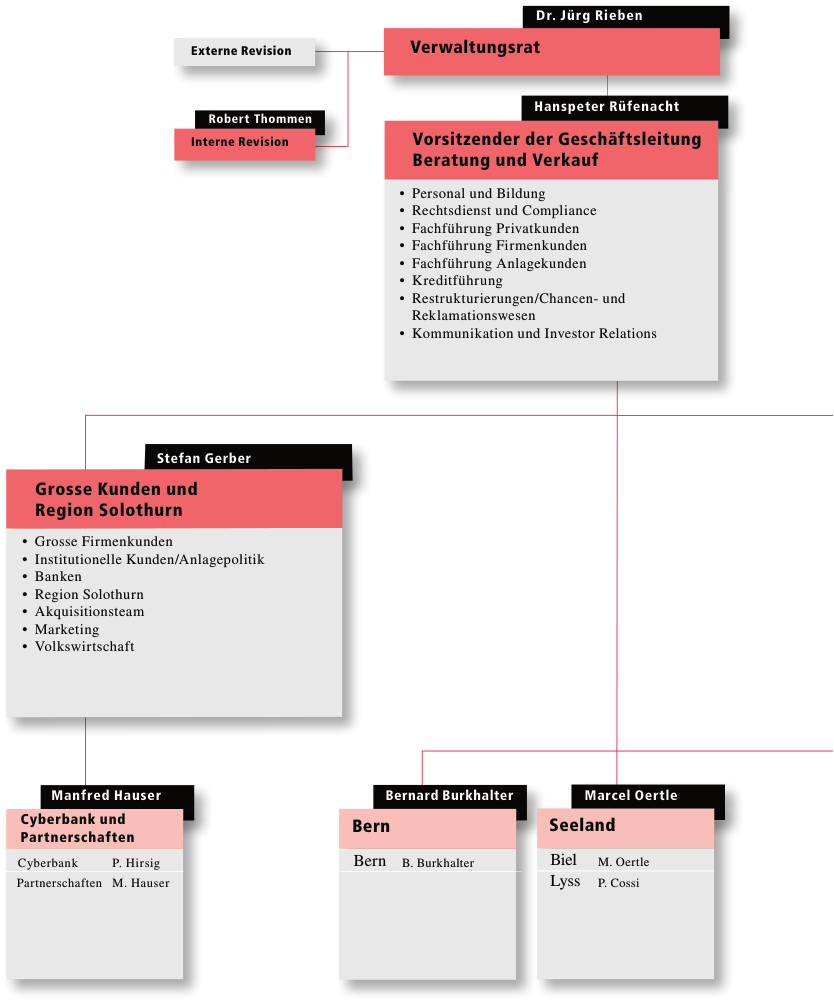 Dr. Jürg Rieben
Verwaltungsrat
Externe Revision
Robert Thommen
Interne Revision
Hanspeter Rüfenacht
Vorsitzender der Geschäftsleitung
Beratung und Verkauf
• Personal und Bildung
• Rechtsdienst und Compliance
• Fachführung Privatkunden
• Fachführung Firmenkunden
• Fachführung Anlagekunden
• Kreditführung
• Restrukturierungen/Chancen- und
Reklamationswesen
• Kommunikation und Investor Relations
Stefan Gerber
Grosse Kunden und
Region Solothurn
• Grosse Firmenkunden
• Institutionelle Kunden/Anlagepolitik
• Banken
• Region Solothurn
• Akquisitionsteam
• Marketing
• Volkswirtschaft
Manfred Hauser
Cyberbank und
Partnerschaften
Cyberbank P. Hirsig
Partnerschaften M. Hauser
Bernard Burkhalter
Bern
Bern B. Burkhalter
Marcel Oertle
Seeland
Biel M. Oertle
Lyss P. Cossi